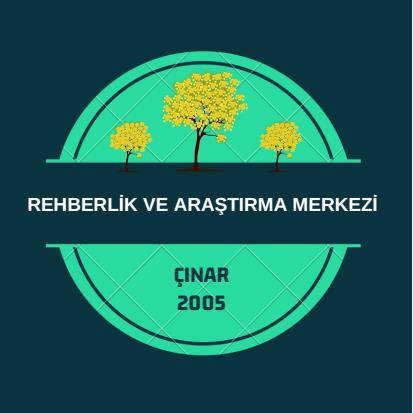 REHBERLİK VE ARAŞTIRMA MERKEZİ
ÇINAR
2005